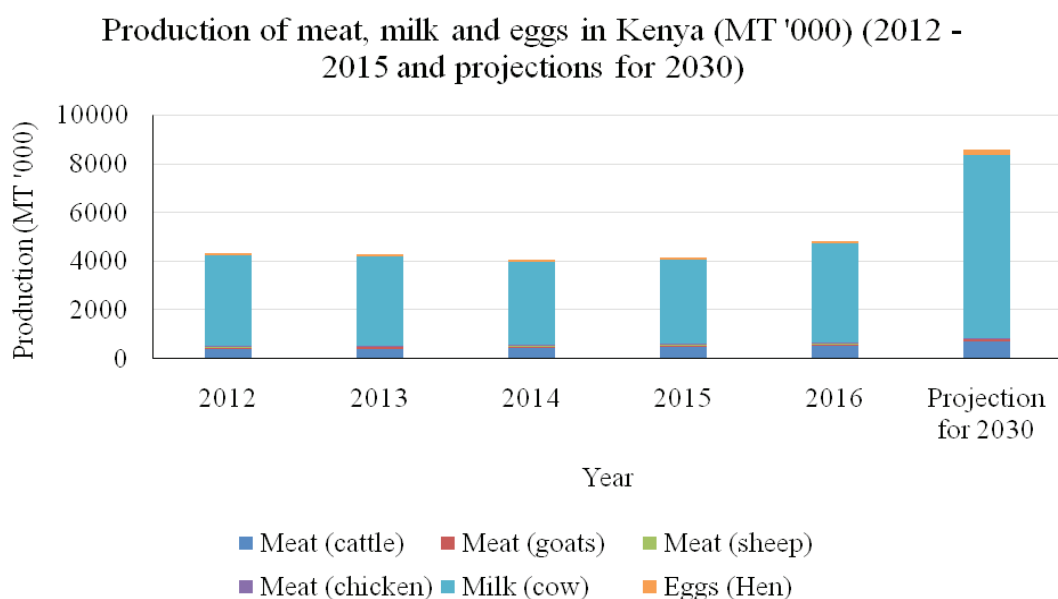 Production of meat, milk and eggs in Kenya (MT '000) (2012 -
2015 and projections for 2030)
Production (MT '000)
10000
8000
6000
4000
2000
0
2012 2013 2014 2015 2016 Projection
for 2030
Year
Meat (cattle) Meat (goats) Meat (sheep)
Meat (chicken) Milk (cow) Eggs (Hen)